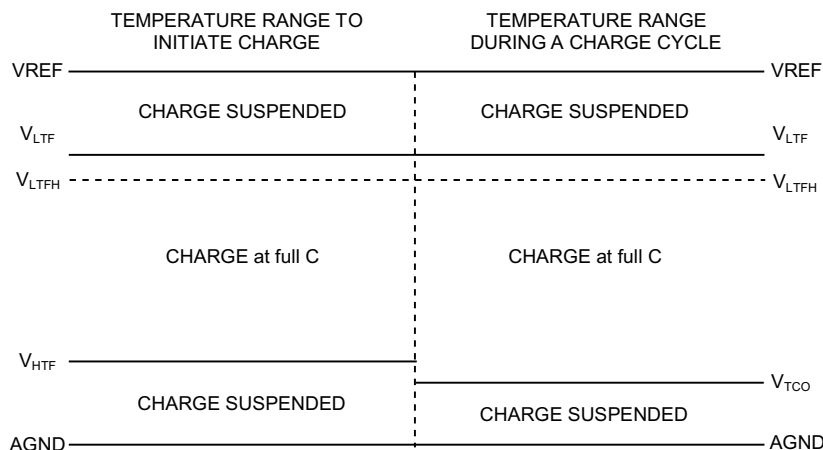 TEMPERATURE RANGE TO
INITIATE CHARGE
TEMPERATURE RANGE
DURING A CHARGE CYCLE
VREF
VREF
CHARGE SUSPENDED
CHARGE SUSPENDED
VLTF
VLTF
VLTFH
VLTFH
CHARGE at full C
CHARGE at full C
VHTF
VTCO
CHARGE SUSPENDED
CHARGE SUSPENDED
AGND
AGND